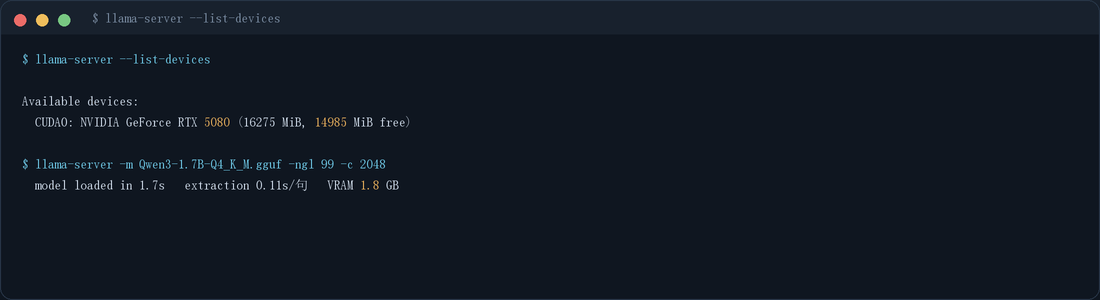 $ llama-server --list-devices
$ llama-server --list-devices
Available devices:
CUDA0: NVIDIA GeForce RTX 5080 (16275 MiB, 14985 MiB free)
$ llama-server -m Qwen3-1.7B-Q4_K_M.gguf -ngl 99 -c 2048
model loaded in 1.7s extraction 0.11s/句 VRAM 1.8 GB